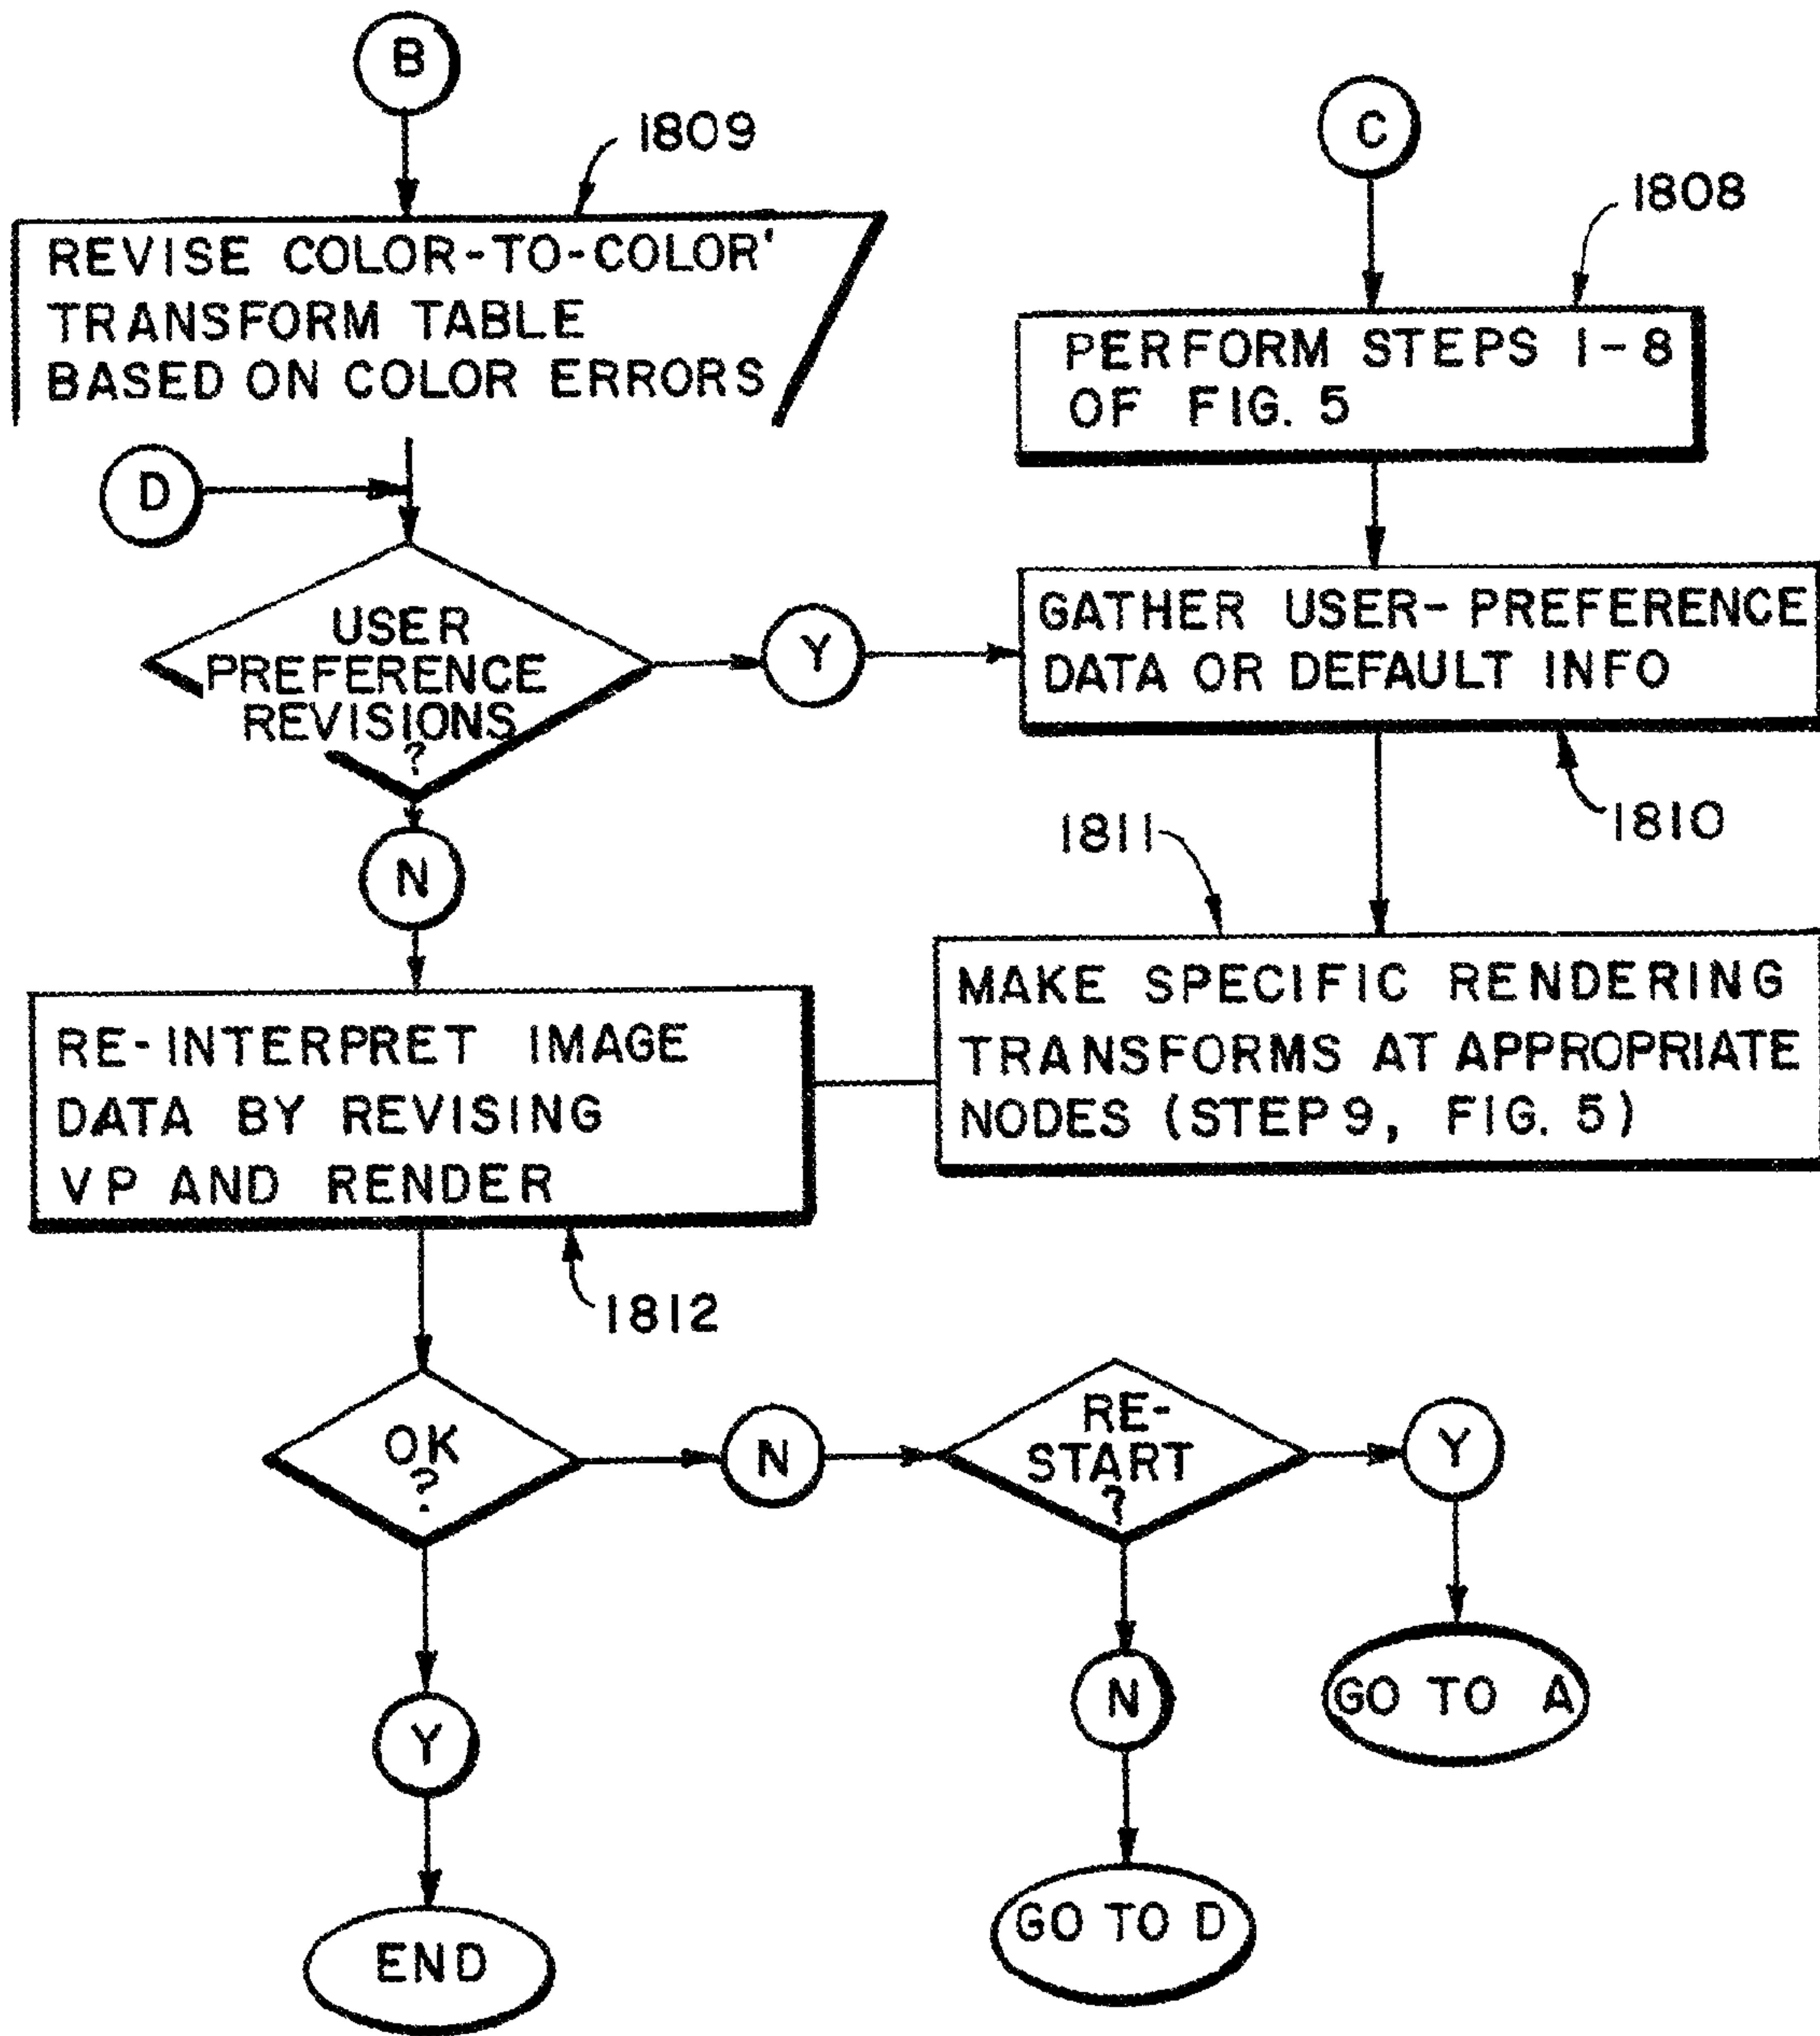 B
1809
REVISE COLOR-TO-COLOR'
TRANSFORM TABLE
BASED ON COLOR ERRORS
C
1808
PERFORM STEPS 1-8
OF FIG. 5
D
USER
PREFERENCE
REVISIONS
?
Y
GATHER USER-PREFERENCE
DATA OR DEFAULT INFO
1810
N
1811
MAKE SPECIFIC RENDERING
TRANSFORMS AT APPROPRIATE
NODES (STEP 9, FIG. 5)
RE-INTERPRET IMAGE
DATA BY REVISING
VP AND RENDER
1812
OK
?
N
RE-
START
?
Y
GO TO A
N
GO TO D
Y
END